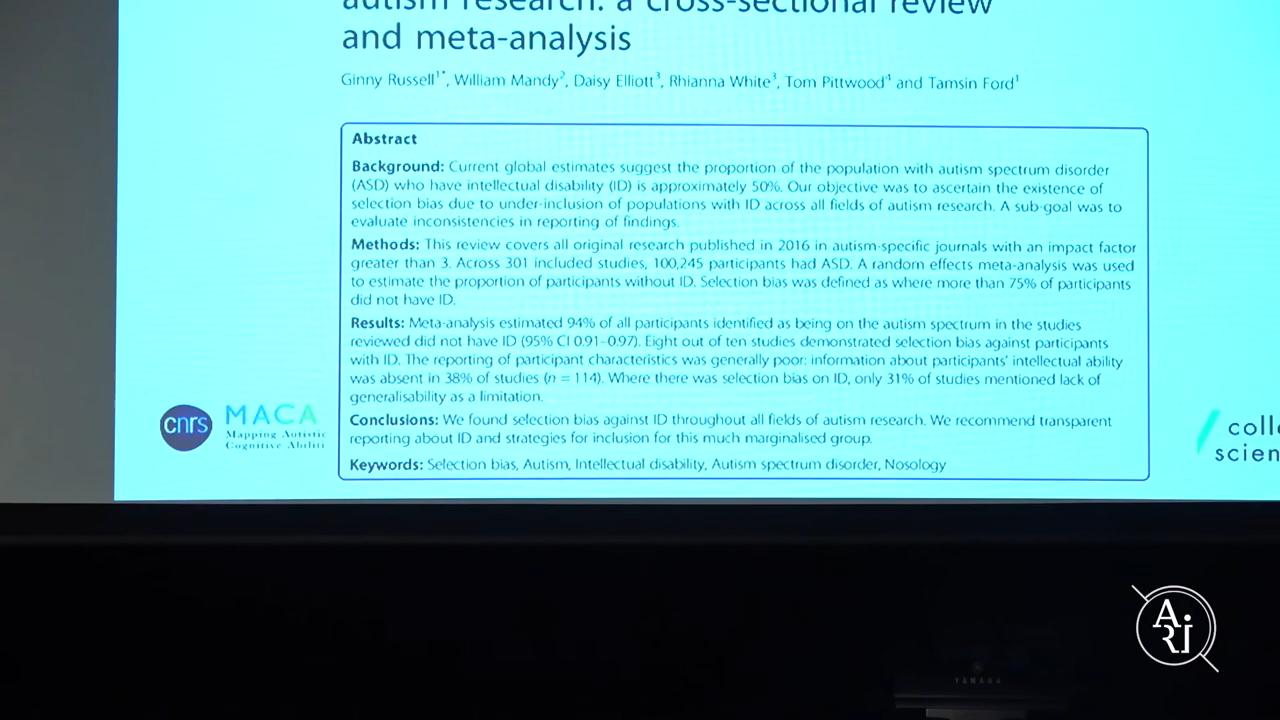 autism research: a cross-sectional review
and meta-analysis
Ginny Russell1*, William Mandy2, Daisy Elliott3, Rhianna White3, Tom Pittwood4 and Tamsin Ford1
Abstract
Background: Current global estimates suggest the proportion of the population with autism spectrum disorder
(ASD) who have intellectual disability (ID) is approximately 50%. Our objective was to ascertain the existence of
selection bias due to under-inclusion of populations with ID across all fields of autism research. A sub-goal was to
evaluate inconsistencies in reporting of findings.
Methods: This review covers all original research published in 2016 in autism-specific journals with an impact factor
greater than 3. Across 301 included studies, 100,245 participants had ASD. A random effects meta-analysis was used
to estimate the proportion of participants without ID. Selection bias was defined as where more than 75% of participants
did not have ID.
Results: Meta-analysis estimated 94% of all participants identified as being on the autism spectrum in the studies
reviewed did not have ID (95% CI 0.91–0.97). Eight out of ten studies demonstrated selection bias against participants
with ID. The reporting of participant characteristics was generally poor: information about participants' intellectual ability
was absent in 38% of studies (n = 114). Where there was selection bias on ID, only 31% of studies mentioned lack of
generalisability as a limitation.
Conclusions: We found selection bias against ID throughout all fields of autism research. We recommend transparent
reporting about ID and strategies for inclusion for this much marginalised group.
Keywords: Selection bias, Autism, Intellectual disability, Autism spectrum disorder, Nosology
cnrs
MACA
Mapping Autistic
Cognitive Abiliti
coll
scien
ARI
YAMAHA